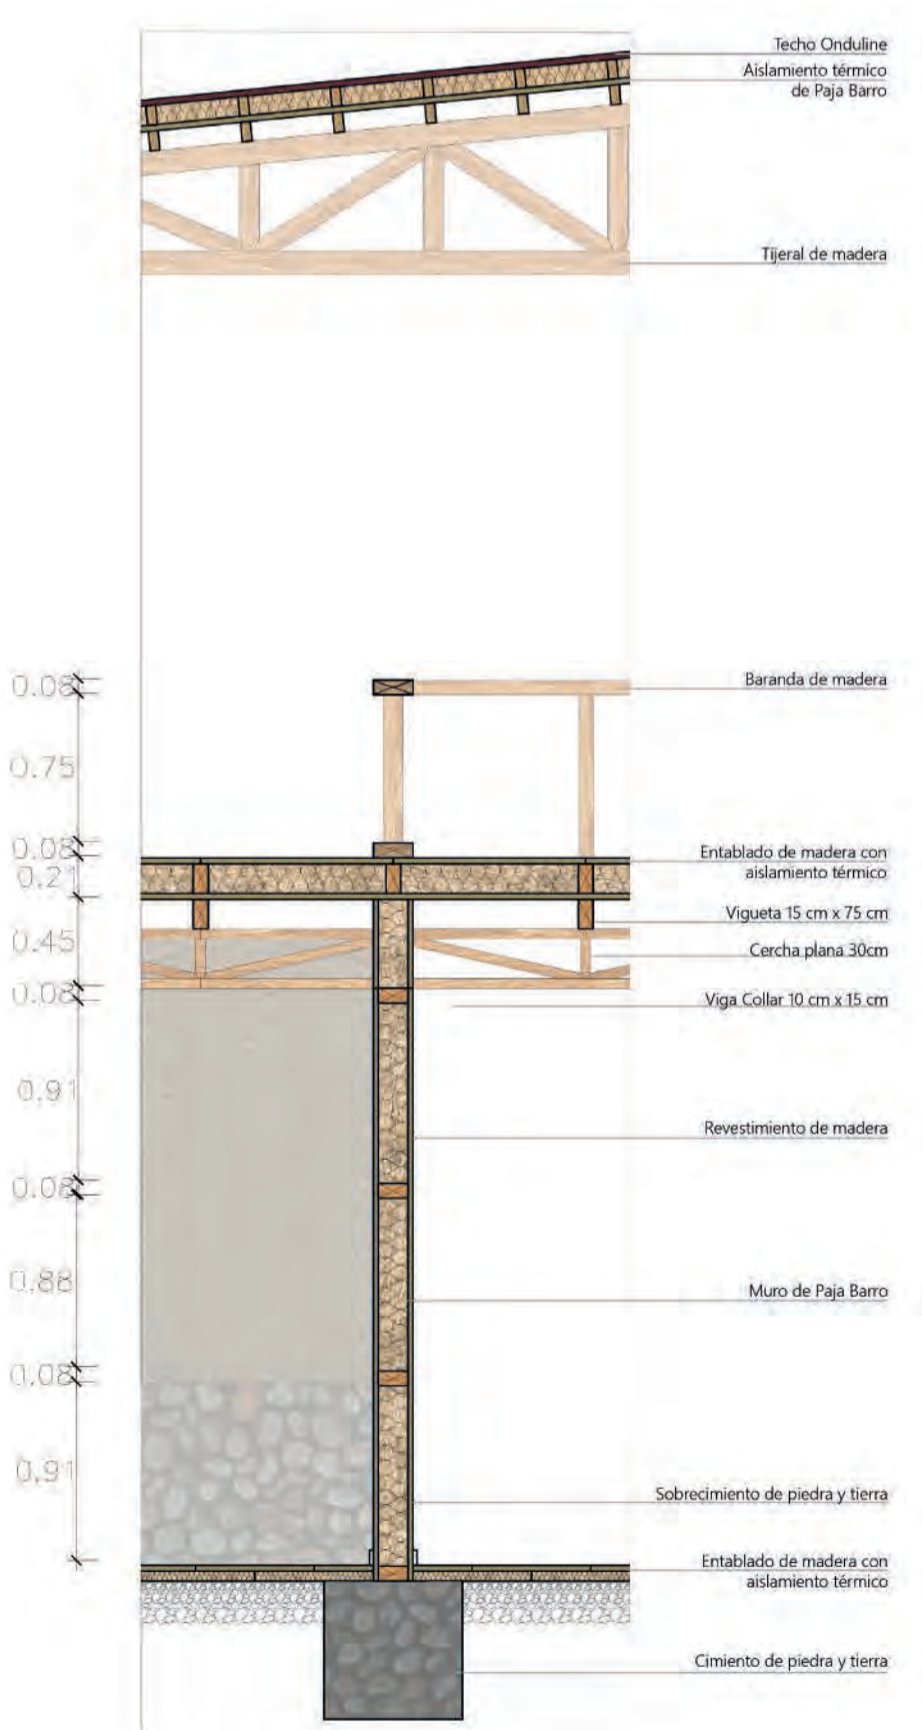 Techo Onduline
Aislamiento térmico
de Paja Barro
Tijeral de madera
0.08
Baranda de madera
0.75
0.08
Entablado de madera con
aislamiento térmico
0.2
Vigueta 15 cm x 75 cm
0.45
Cercha plana 30cm
0.08
Viga Collar 10 cm x 15 cm
0.91
Revestimiento de madera
0.08
0.88
Muro de Paja Barro
0.08
0.91
Sobrecimiento de piedra y tierra
Entablado de madera con
aislamiento térmico
Cimiento de piedra y tierra